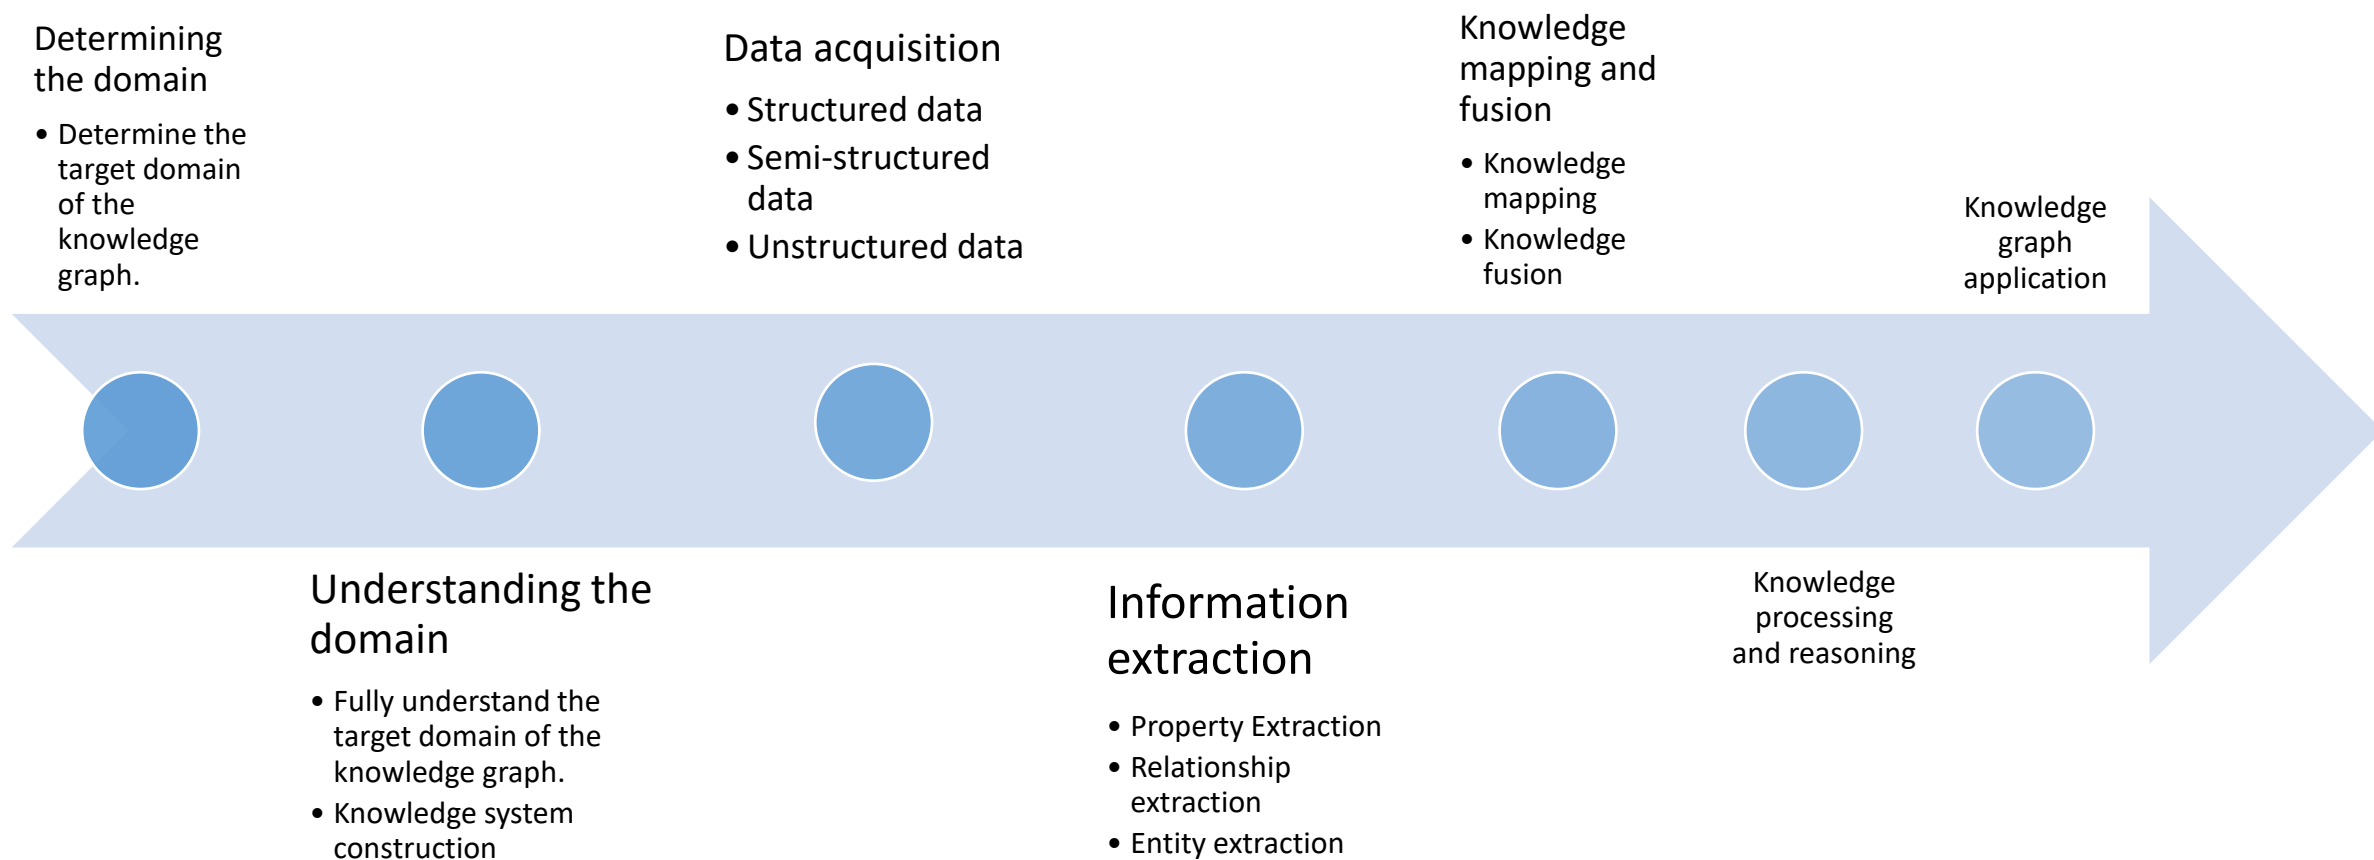 Determining
the domain
• Determine the
target domain
of the
knowledge
graph.
Understanding the
domain
• Fully understand the
target domain of the
knowledge graph.
• Knowledge system
construction
Data acquisition
• Structured data
• Semi-structured
data
• Unstructured data
Information
extraction
• Property Extraction
• Relationship
extraction
• Entity extraction
Knowledge
mapping and
fusion
• Knowledge
mapping
• Knowledge
fusion
Knowledge
processing
and reasoning
Knowledge
graph
application